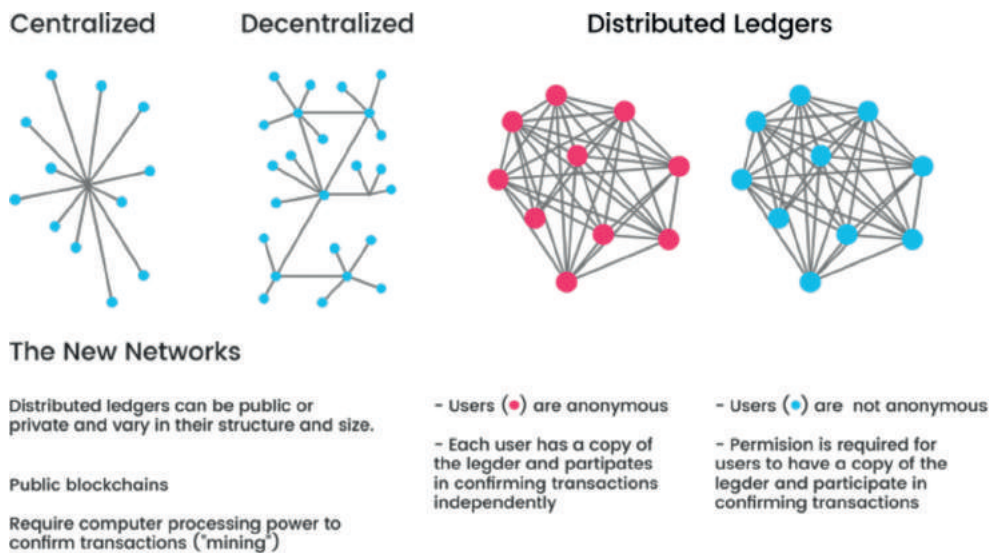 Centralized
Decentralized
Distributed Ledgers
The New Networks
Distributed ledgers can be public or
private and vary in their structure and size.
Public blockchains
Require computer processing power to
confirm transactions ("mining")
- Users (•) are anonymous
- Each user has a copy of
the legder and partipates
in confirming transactions
independently
- Users (•) are not anonymous
- Permision is required for
users to have a copy of the
legder and participate in
confirming transactions